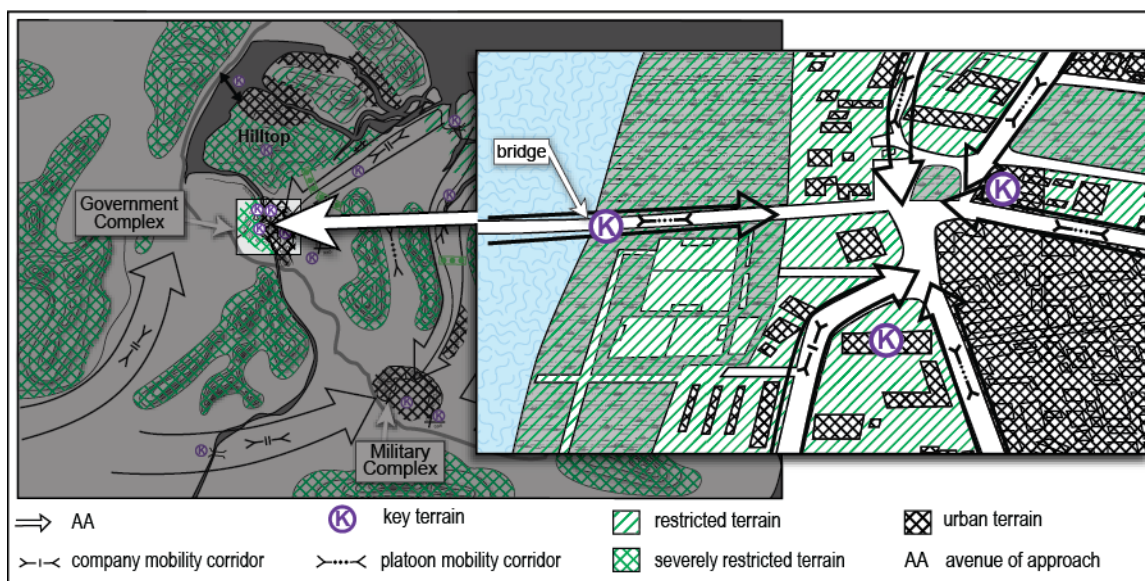 Hilltop
Government
Complex
Military
Complex
bridge
K
K
K
AA
K key terrain
restricted terrain
urban terrain
company mobility corridor
platoon mobility corridor
severely restricted terrain
AA avenue of approach